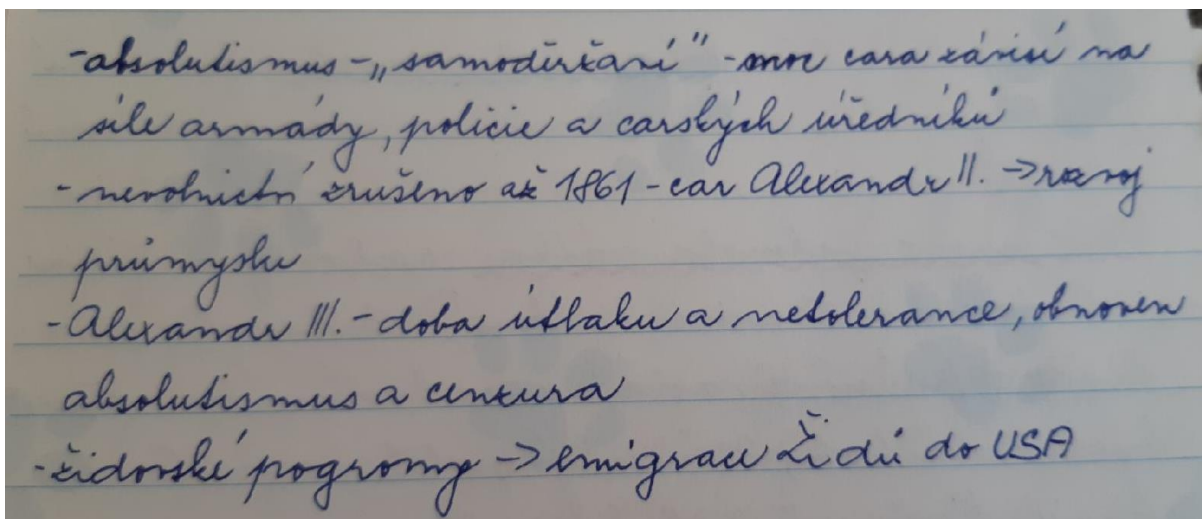 -absolutismus-„samoděržaví" -moc cara závisí na
síle armády, policie a carských úředníků
-nevolnictví zrušeno až 1861-car Alexandr II. →rozvoj
průmyslu
-Alexandr III.-doba útlaku a netolerance, obnoven
absolutismus a cenzura
-židovské pogromy → emigrace Židů do USA